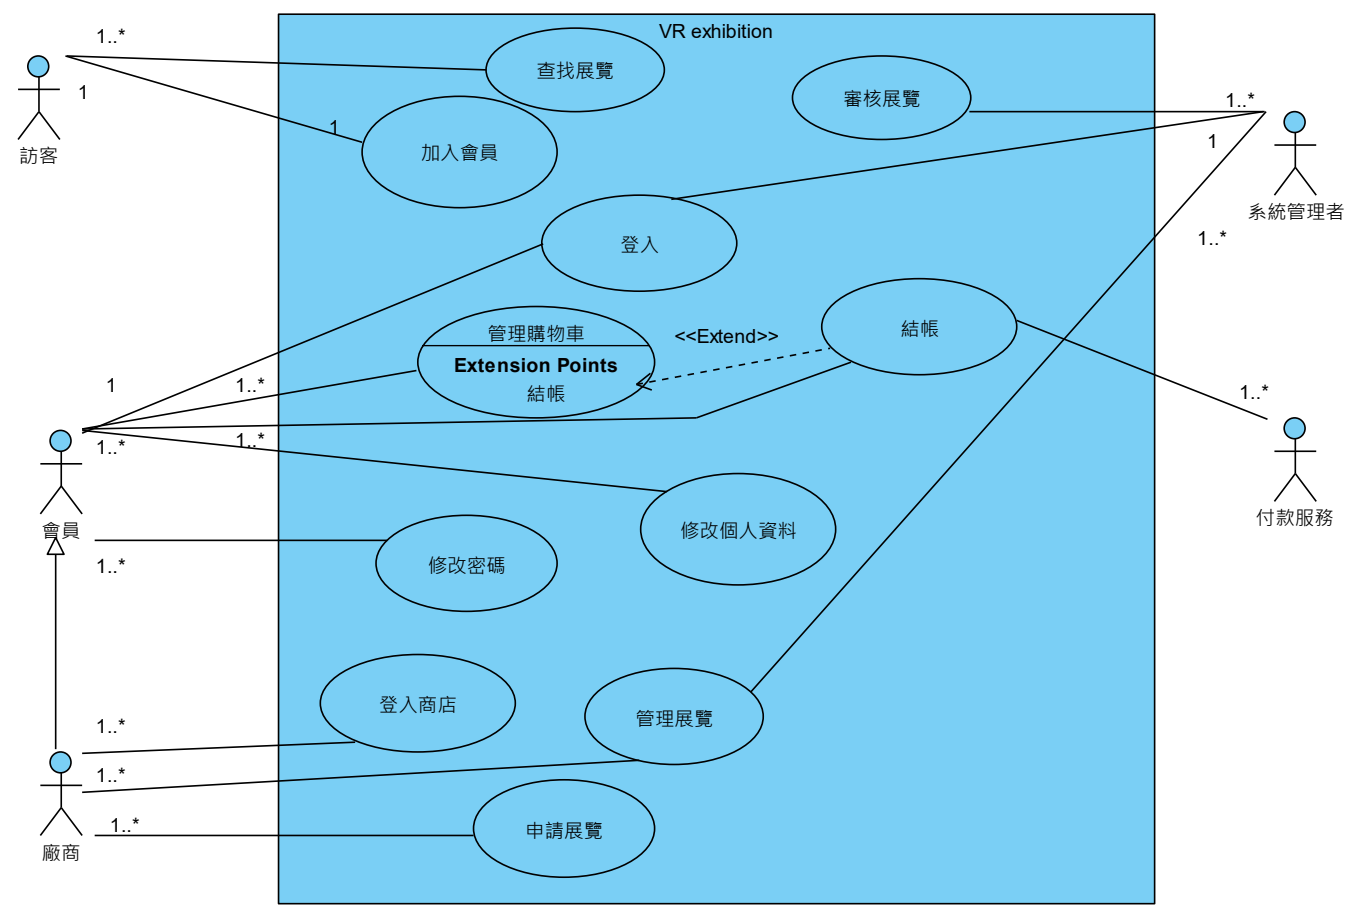 VR exhibition
1..*
查找展覽
審核展覽
1
1..*
1
加入會員
1
訪客
系統管理者
登入
1..*
管理購物車
<<Extend>>
結帳
Extension Points
結帳
1
1..*
1..*
1..*
1..*
會員
修改個人資料
付款服務
1..*
修改密碼
登入商店
管理展覽
1..*
1..*
1..*
申請展覽
廠商